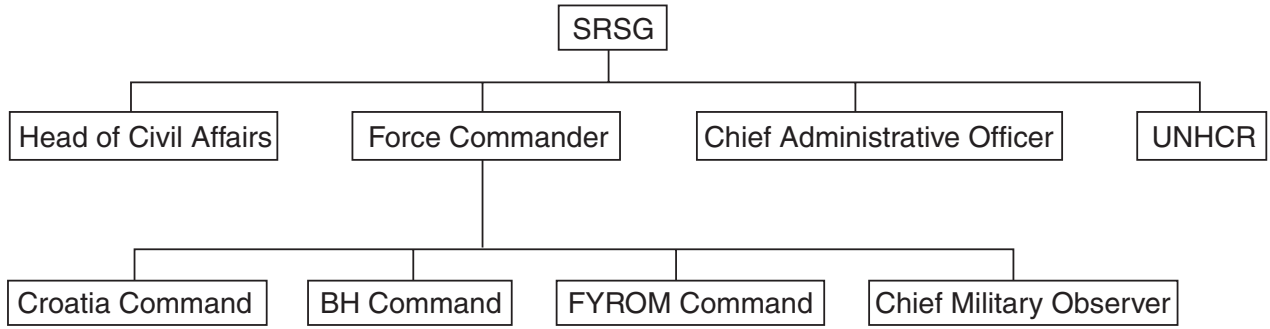 SRSG
Head of Civil Affairs
Force Commander
Chief Administrative Officer
UNHCR
Croatia Command
BH Command
FYROM Command
Chief Military Observer